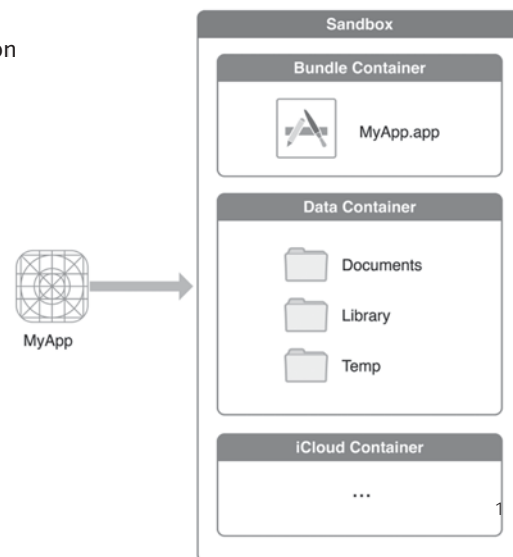 on
Sandbox
Bundle Container
MyApp.app
Data Container
Documents
Library
Temp
MyApp
iCloud Container
...
1